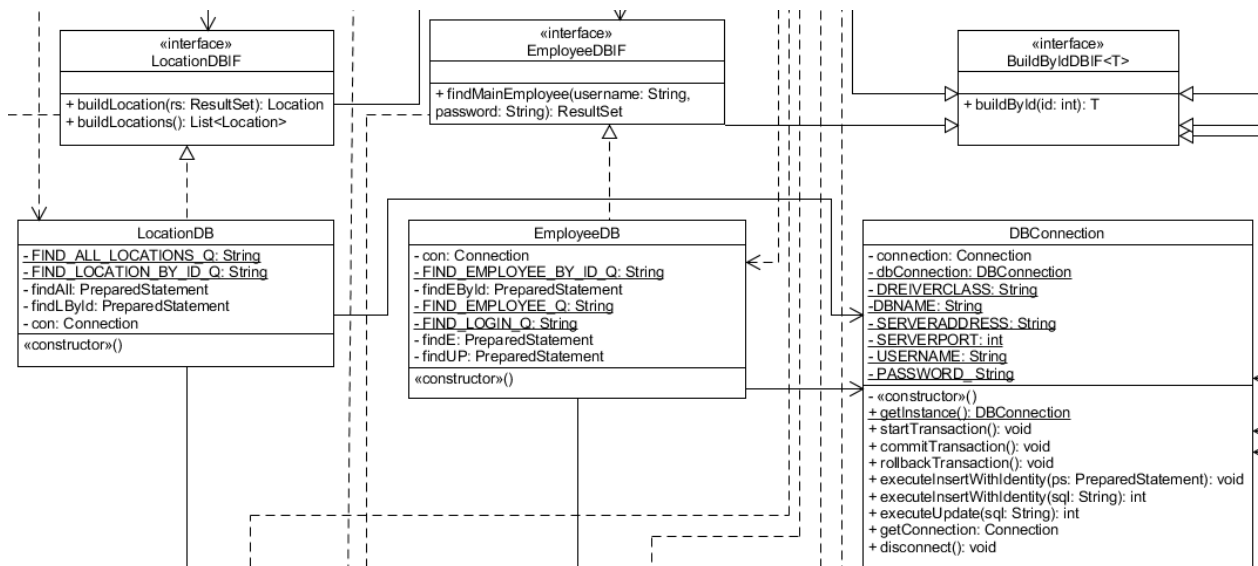 «interface»
LocationDBIF
+ buildLocation(rs: ResultSet): Location
+ buildLocations(): List<Location>
«interface»
EmployeeDBIF
+ findMainEmployee(username: String,
password: String): ResultSet
«interface»
BuildByIdDBIF<T>
+ buildById(id: int): T
LocationDB
- FIND_ALL_LOCATIONS_Q: String
- FIND_LOCATION_BY_ID_Q: String
- findAll: PreparedStatement
- findLById: PreparedStatement
- con: Connection
«constructor»()
EmployeeDB
- con: Connection
- FIND_EMPLOYEE_BY_ID_Q: String
- findEById: PreparedStatement
- FIND_EMPLOYEE_Q: String
- FIND_LOGIN_Q: String
- findE: PreparedStatement
- findUP: PreparedStatement
«constructor»()
DBConnection
- connection: Connection
- dbConnection: DBConnection
- DREIVERCLASS: String
-DBNAME: String
- SERVERADDRESS: String
- SERVERPORT: int
- USERNAME: String
- PASSWORD_ String
- «constructor»()
+ getInstance(): DBConnection
+ startTransaction(): void
+ commitTransaction(): void
+ rollbackTransaction(): void
+ executeInsertWithIdentity(ps: PreparedStatement): void
+ executeInsertWithIdentity(sql: String): int
+ executeUpdate(sql: String): int
+ getConnection: Connection
+ disconnect(): void